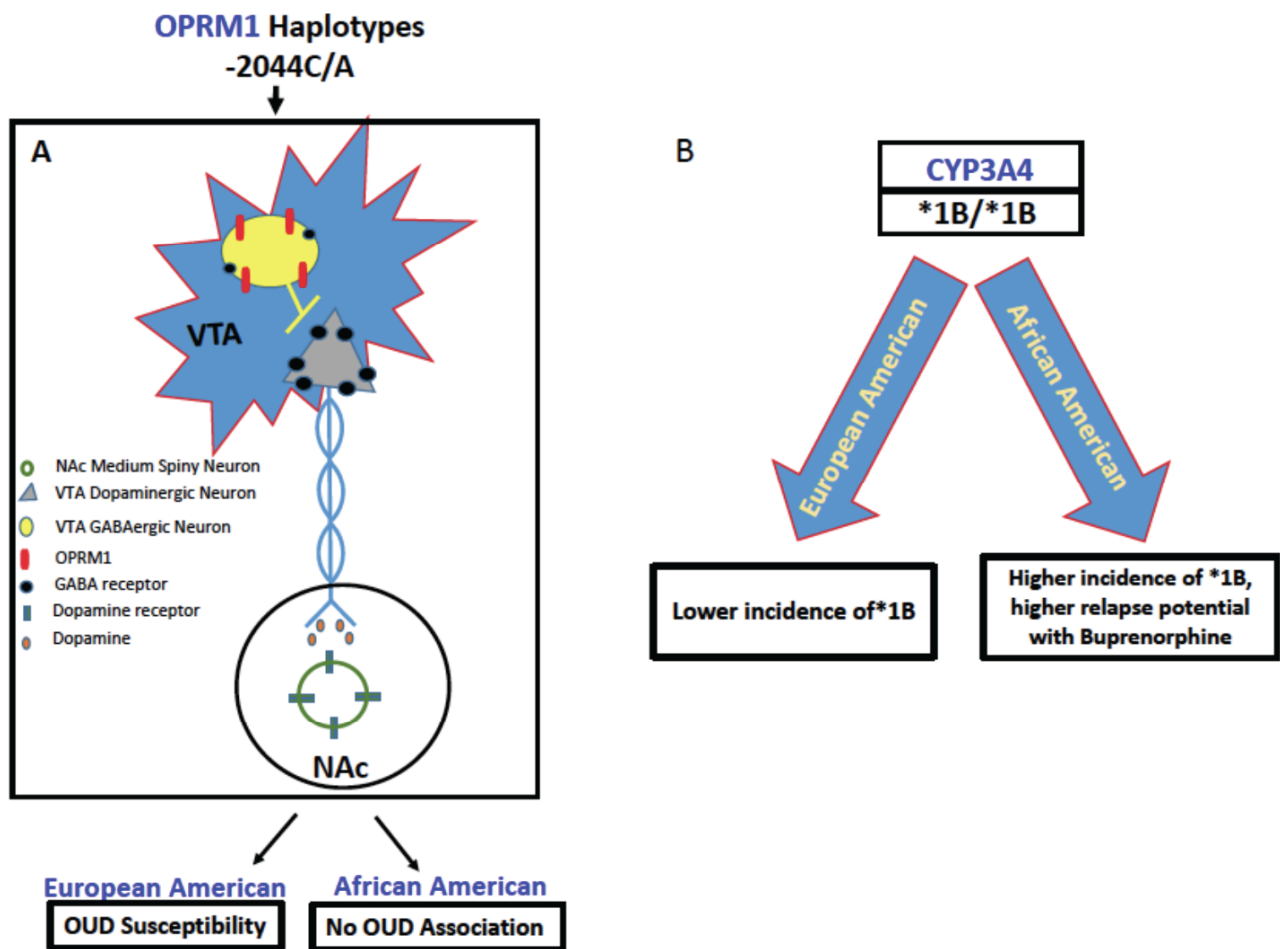 OPRM1 Haplotypes
-2044C/A
A
VTA
NAc Medium Spiny Neuron
VTA Dopaminergic Neuron
VTA GABAergic Neuron
OPRM1
GABA receptor
Dopamine receptor
Dopamine
NAc
European American
OUD Susceptibility
African American
No OUD Association
B
CYP3A4
*1B/*1B
European American
African American
Lower incidence of*1B
Higher incidence of *1B,
higher relapse potential
with Buprenorphine